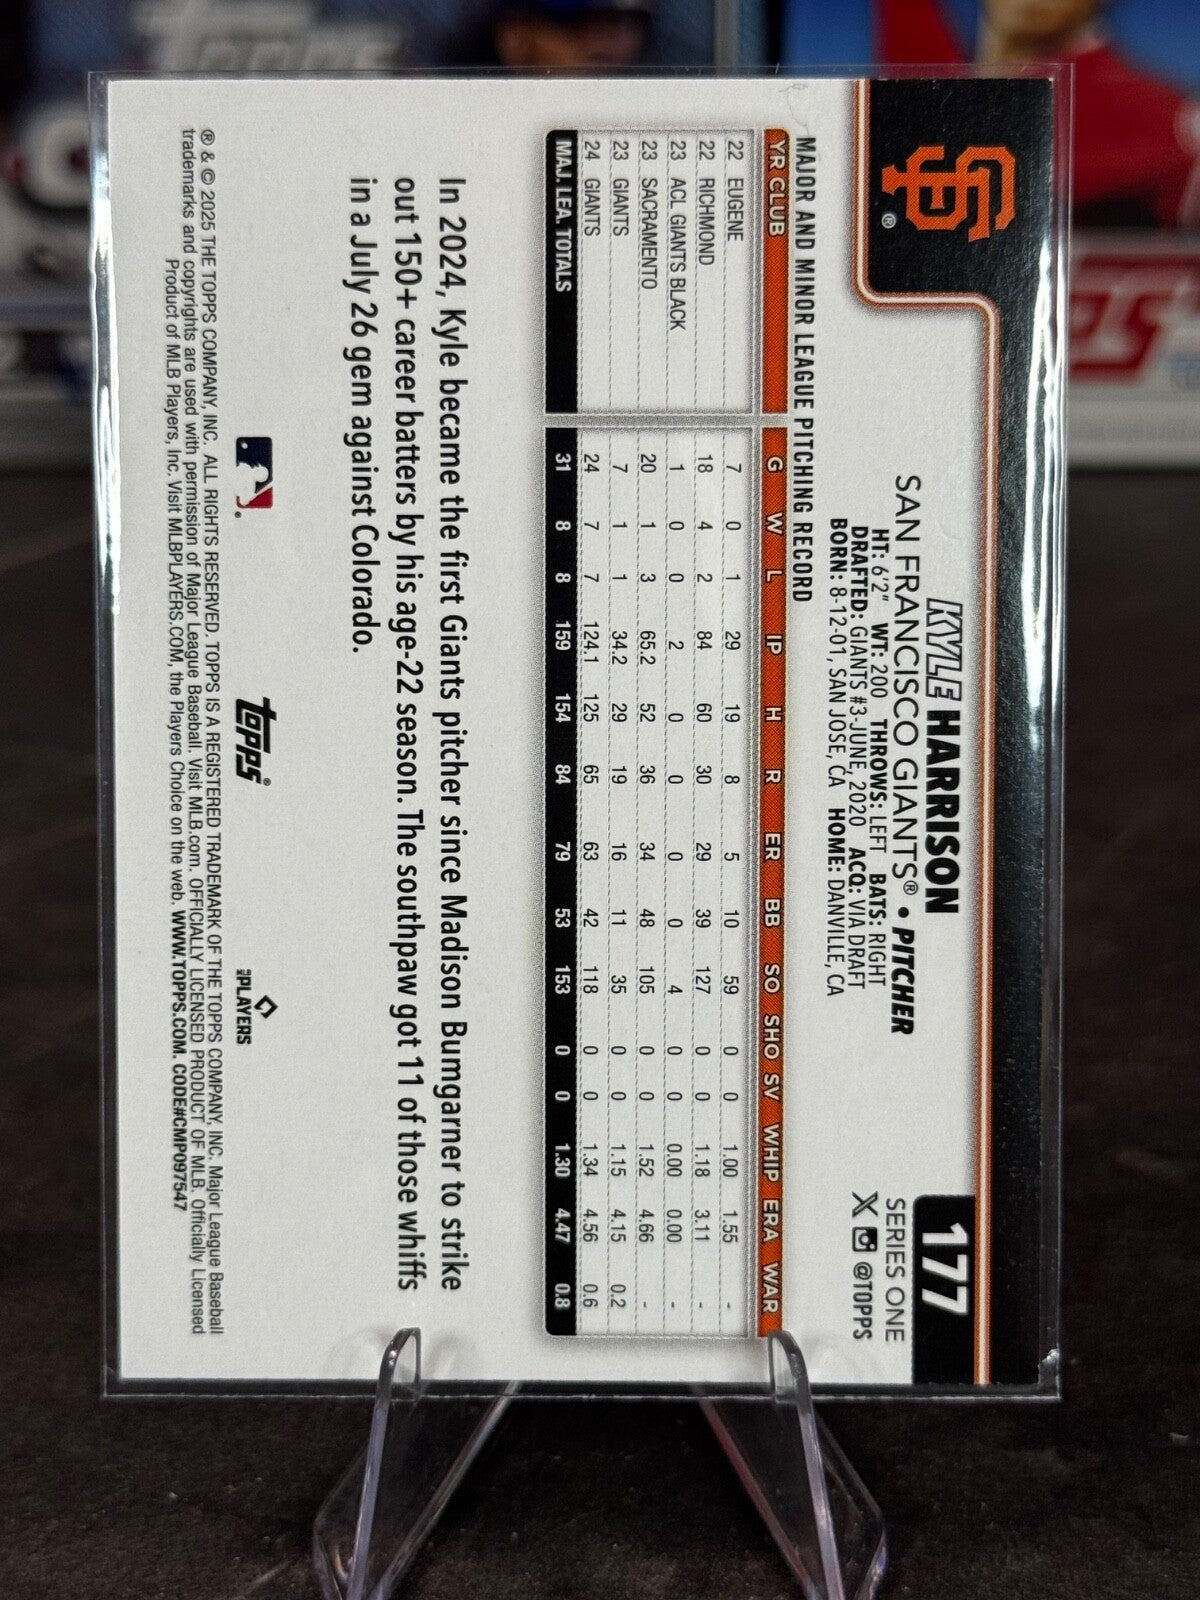 177
SERIES ONE
@TOPPS
SF®
KYLE HARRISON
SAN FRANCISCO GIANTS® • PITCHER
HT: 6'2" WT: 200 THROWS: LEFT BATS: RIGHT
DRAFTED: GIANTS #3-JUNE, 2020 ACQ: VIA DRAFT
BORN: 8-12-01, SAN JOSE, CA HOME: DANVILLE, CA
MAJOR AND MINOR LEAGUE PITCHING RECORD
YR CLUB G W L IP H R ER BB SO SHO SV WHIP ERA WAR
22 EUGENE 7 0 1 29 19 8 5 10 59 0 0 1.00 1.55 -
22 RICHMOND 18 4 2 84 60 30 29 39 127 0 0 1.18 3.11 -
23 ACL GIANTS BLACK 1 0 0 2 0 0 0 0 4 0 0 0.00 0.00 -
23 SACRAMENTO 20 1 3 65.2 52 36 34 48 105 0 0 1.52 4.66 -
23 GIANTS 7 1 1 34.2 29 19 16 11 35 0 0 1.15 4.15 0.2
24 GIANTS 24 7 7 124.1 125 65 63 42 118 0 0 1.34 4.56 0.6
MAJ. LEA. TOTALS 31 8 8 159 154 84 79 53 153 0 0 1.30 4.47 0.8
In 2024, Kyle became the first Giants pitcher since Madison Bumgarner to strike
out 150+ career batters by his age-22 season. The southpaw got 11 of those whiffs
in a July 26 gem against Colorado.
topps®
MLB PLAYERS
® & © 2025 THE TOPPS COMPANY, INC. ALL RIGHTS RESERVED. TOPPS IS A REGISTERED TRADEMARK OF THE TOPPS COMPANY, INC. Major League Baseball
trademarks and copyrights are used with permission of Major League Baseball. Visit MLB.com. OFFICIALLY LICENSED PRODUCT OF MLB. Officially Licensed
Product of MLB Players, Inc. Visit MLBPLAYERS.COM, the Players Choice on the web. WWW.TOPPS.COM. CODE#CMP097547
Topps